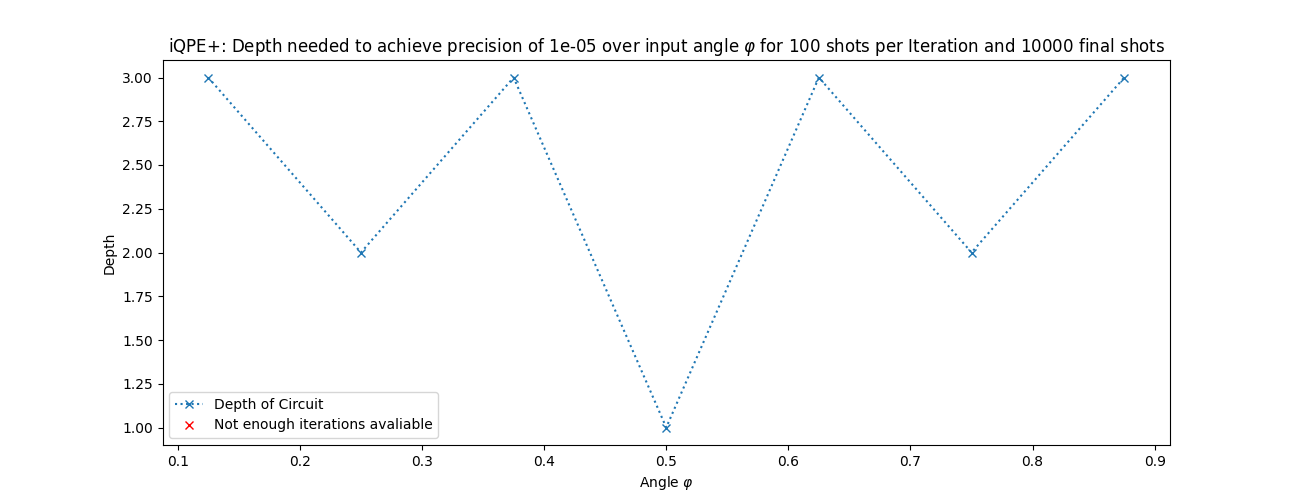 iQPE+: Depth needed to achieve precision of 1e-05 over input angle φ for 100 shots per Iteration and 10000 final shots
3.00
2.75
2.50
2.25
2.00
1.75
1.50
1.25
1.00
Depth
Depth of Circuit
Not enough iterations avaliable
0.1 0.2 0.3 0.4 0.5 0.6 0.7 0.8 0.9
Angle φ